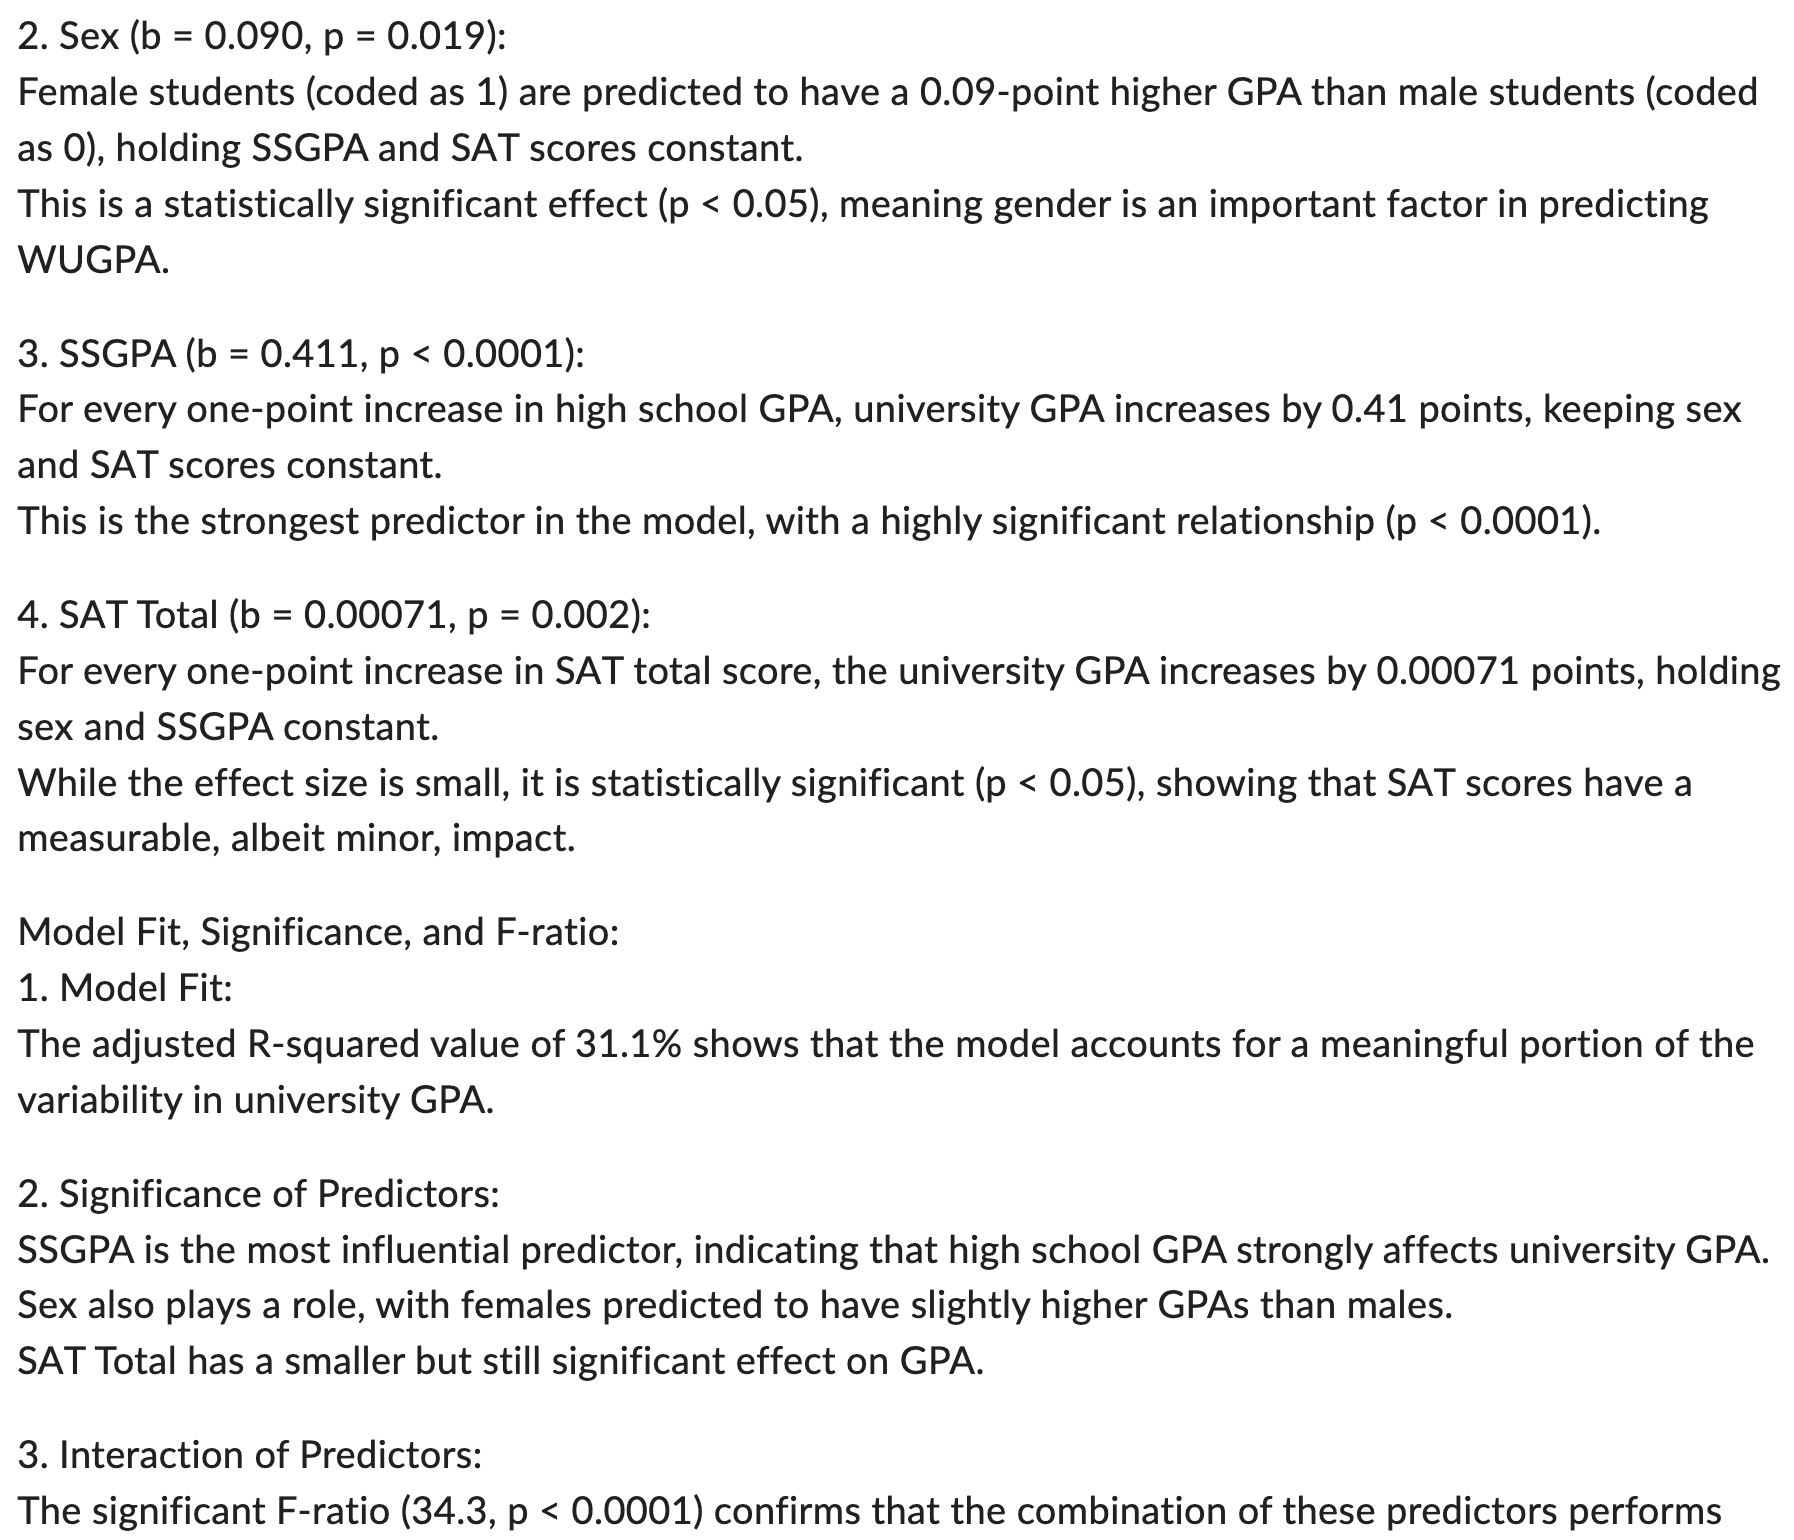 2. Sex (b = 0.090, p = 0.019):
Female students (coded as 1) are predicted to have a 0.09-point higher GPA than male students (coded
as 0), holding SSGPA and SAT scores constant.
This is a statistically significant effect (p < 0.05), meaning gender is an important factor in predicting
WUGPA.
3. SSGPA (b = 0.411, p < 0.0001):
For every one-point increase in high school GPA, university GPA increases by 0.41 points, keeping sex
and SAT scores constant.
This is the strongest predictor in the model, with a highly significant relationship (p < 0.0001).
4. SAT Total (b = 0.00071, p = 0.002):
For every one-point increase in SAT total score, the university GPA increases by 0.00071 points, holding
sex and SSGPA constant.
While the effect size is small, it is statistically significant (p < 0.05), showing that SAT scores have a
measurable, albeit minor, impact.
Model Fit, Significance, and F-ratio:
1. Model Fit:
The adjusted R-squared value of 31.1% shows that the model accounts for a meaningful portion of the
variability in university GPA.
2. Significance of Predictors:
SSGPA is the most influential predictor, indicating that high school GPA strongly affects university GPA.
Sex also plays a role, with females predicted to have slightly higher GPAs than males.
SAT Total has a smaller but still significant effect on GPA.
3. Interaction of Predictors:
The significant F-ratio (34.3, p < 0.0001) confirms that the combination of these predictors performs